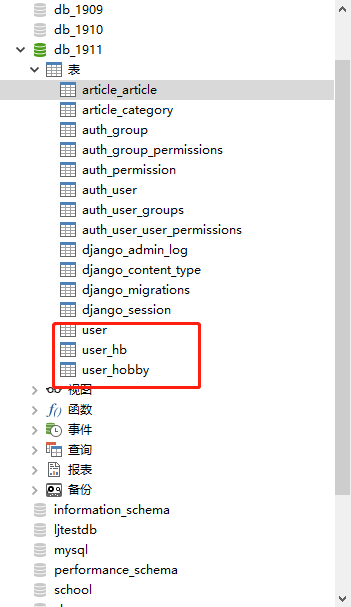 db_1909
db_1910
db_1911
表
article_article
article_category
auth_group
auth_group_permissions
auth_permission
auth_user
auth_user_groups
auth_user_user_permissions
django_admin_log
django_content_type
django_migrations
django_session
user
user_hb
user_hobby
视图
f() 函数
事件
查询
报表
备份
information_schema
ljtestdb
mysql
performance_schema
school